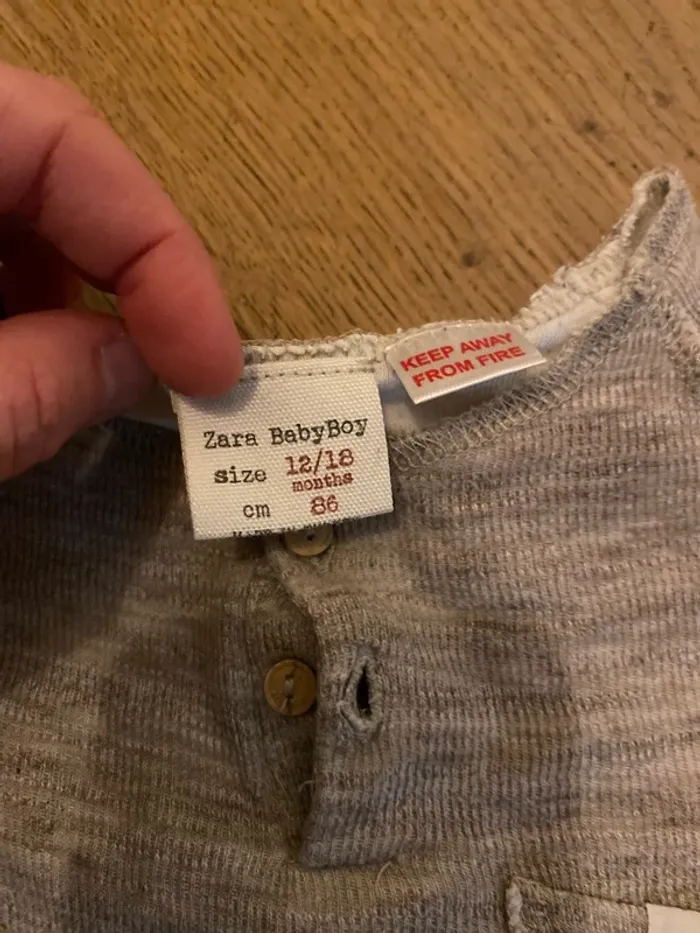 Zara BabyBoy
size 12/18
months
cm 86
KEEP AWAY
FROM FIRE